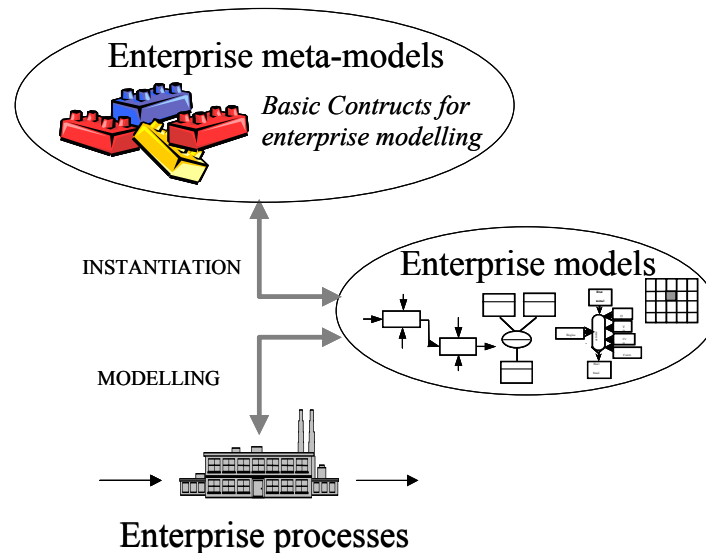 Enterprise meta-models
Basic Contructs for
enterprise modelling
INSTANTIATION
Enterprise models
MODELLING
Enterprise processes